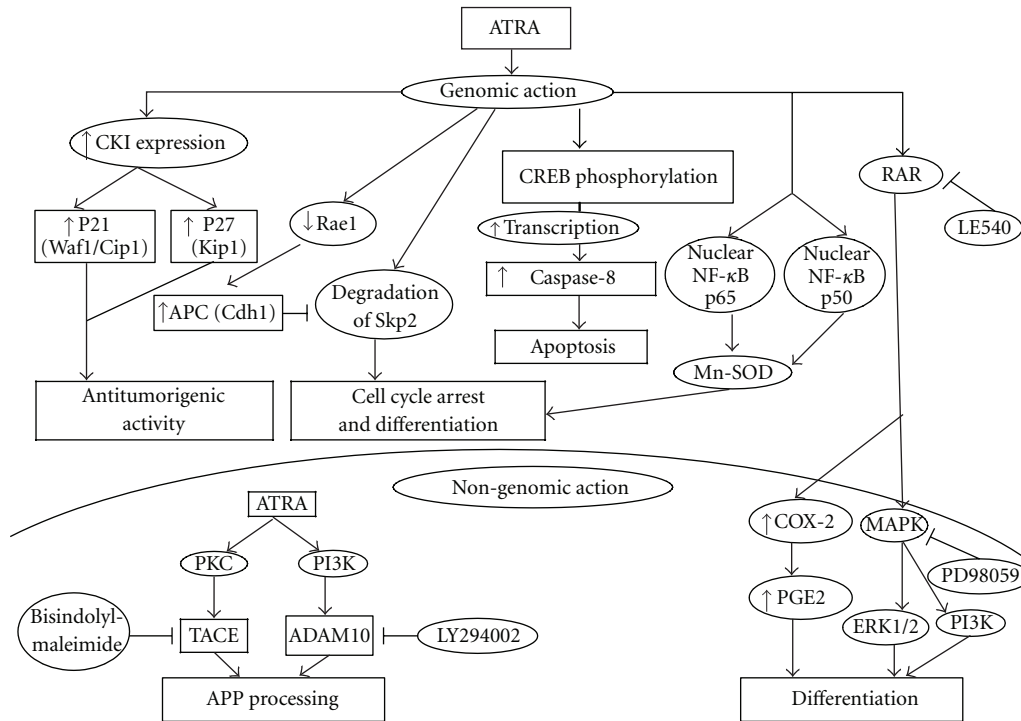 ATRA
Genomic action
↑ CKI expression
↑ P21
(Waf1/Cip1)
↑ P27
(Kip1)
↓ Rae1
↑ APC (Cdh1)
Degradation
of Skp2
CREB phosphorylation
↑ Transcription
↑ Caspase-8
Apoptosis
Nuclear
NF-κB
p65
Nuclear
NF-κB
p50
RAR
LE540
Mn-SOD
Antitumorigenic
activity
Cell cycle arrest
and differentiation
Non-genomic action
ATRA
PKC
PI3K
Bisindolyl-
maleimide
TACE
ADAM10
LY294002
APP processing
↑ COX-2
MAPK
PD98059
↑ PGE2
ERK1/2
PI3K
Differentiation